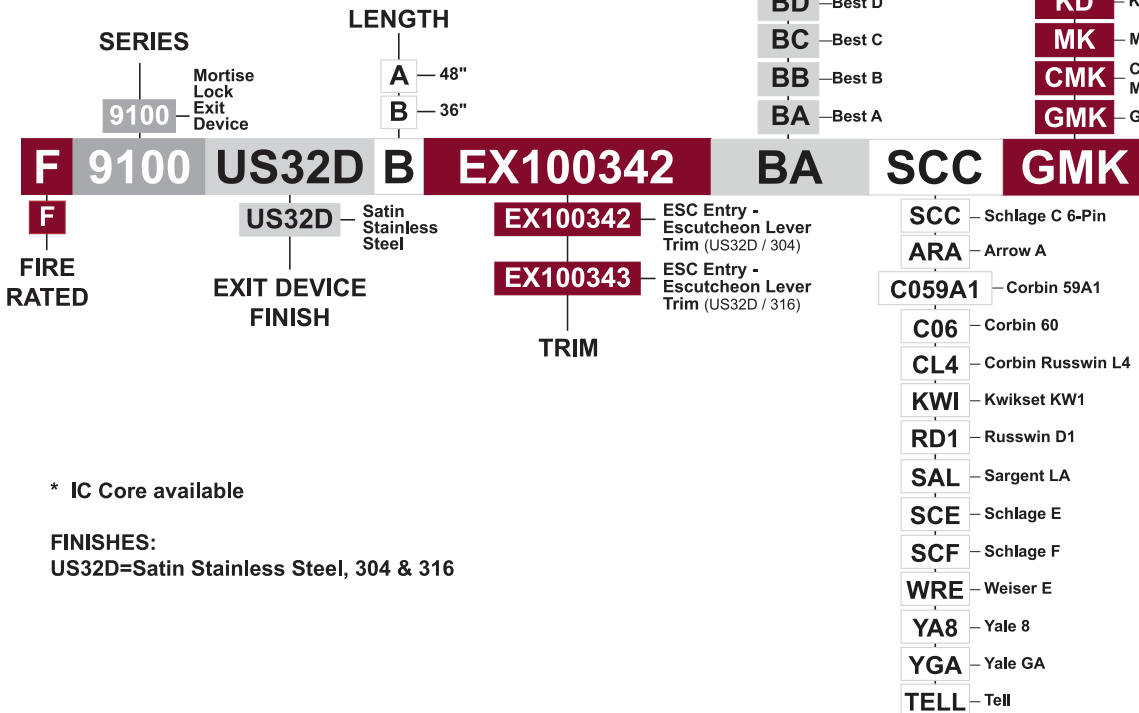 LENGTH
A 48"
B 36"
SERIES
9100 Mortise
Lock
Exit
Device
BD Best D
BC Best C
BB Best B
BA Best A
KD
MK
CMK
GMK
F 9100 US32D B EX100342 BA SCC GMK
F
FIRE
RATED
US32D Satin
Stainless
Steel
EXIT DEVICE
FINISH
EX100342 ESC Entry -
Escutcheon Lever
Trim (US32D / 304)
EX100343 ESC Entry -
Escutcheon Lever
Trim (US32D / 316)
TRIM
SCC Schlage C 6-Pin
ARA Arrow A
C059A1 Corbin 59A1
C06 Corbin 60
CL4 Corbin Russwin L4
KWI Kwikset KW1
RD1 Russwin D1
SAL Sargent LA
SCE Schlage E
SCF Schlage F
WRE Weiser E
YA8 Yale 8
YGA Yale GA
TELL Tell
* IC Core available
FINISHES:
US32D=Satin Stainless Steel, 304 & 316